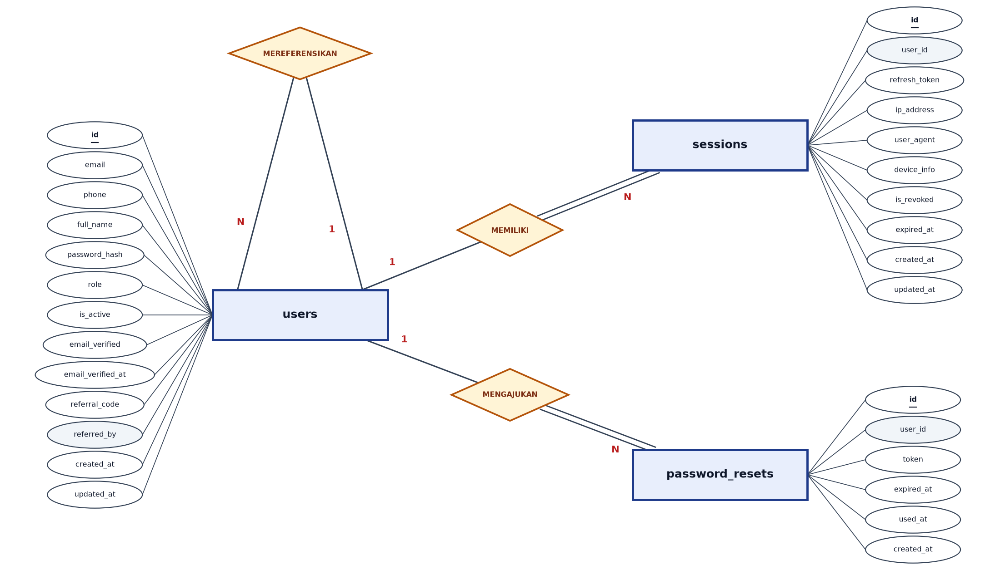 MEREFERENSIKAN
N
1
id
email
phone
full_name
password_hash
role
is_active
email_verified
email_verified_at
referral_code
referred_by
created_at
updated_at
users
1
MEMILIKI
N
sessions
id
user_id
refresh_token
ip_address
user_agent
device_info
is_revoked
expired_at
created_at
updated_at
1
MENGAJUKAN
N
password_resets
id
user_id
token
expired_at
used_at
created_at